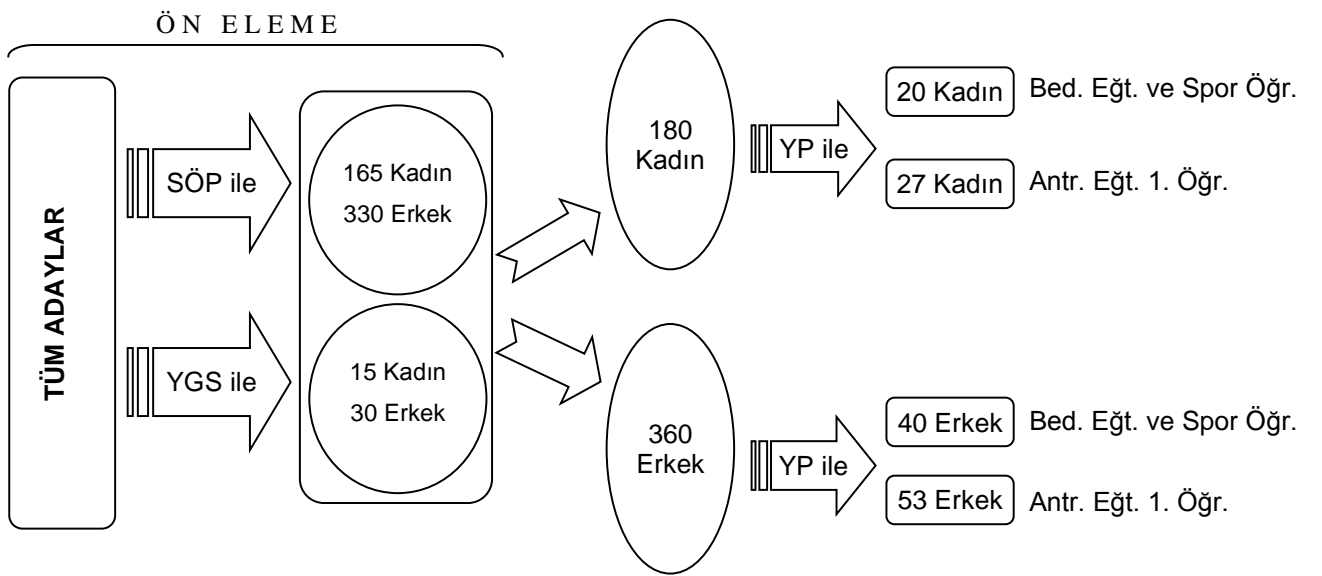 ÖN ELEME
TÜM ADAYLAR
SÖP ile
165 Kadın
330 Erkek
YGS ile
15 Kadın
30 Erkek
180
Kadın
YP ile
20 Kadın
Bed. Eğt. ve Spor Öğr.
27 Kadın
Antr. Eğt. 1. Öğr.
360
Erkek
YP ile
40 Erkek
Bed. Eğt. ve Spor Öğr.
53 Erkek
Antr. Eğt. 1. Öğr.